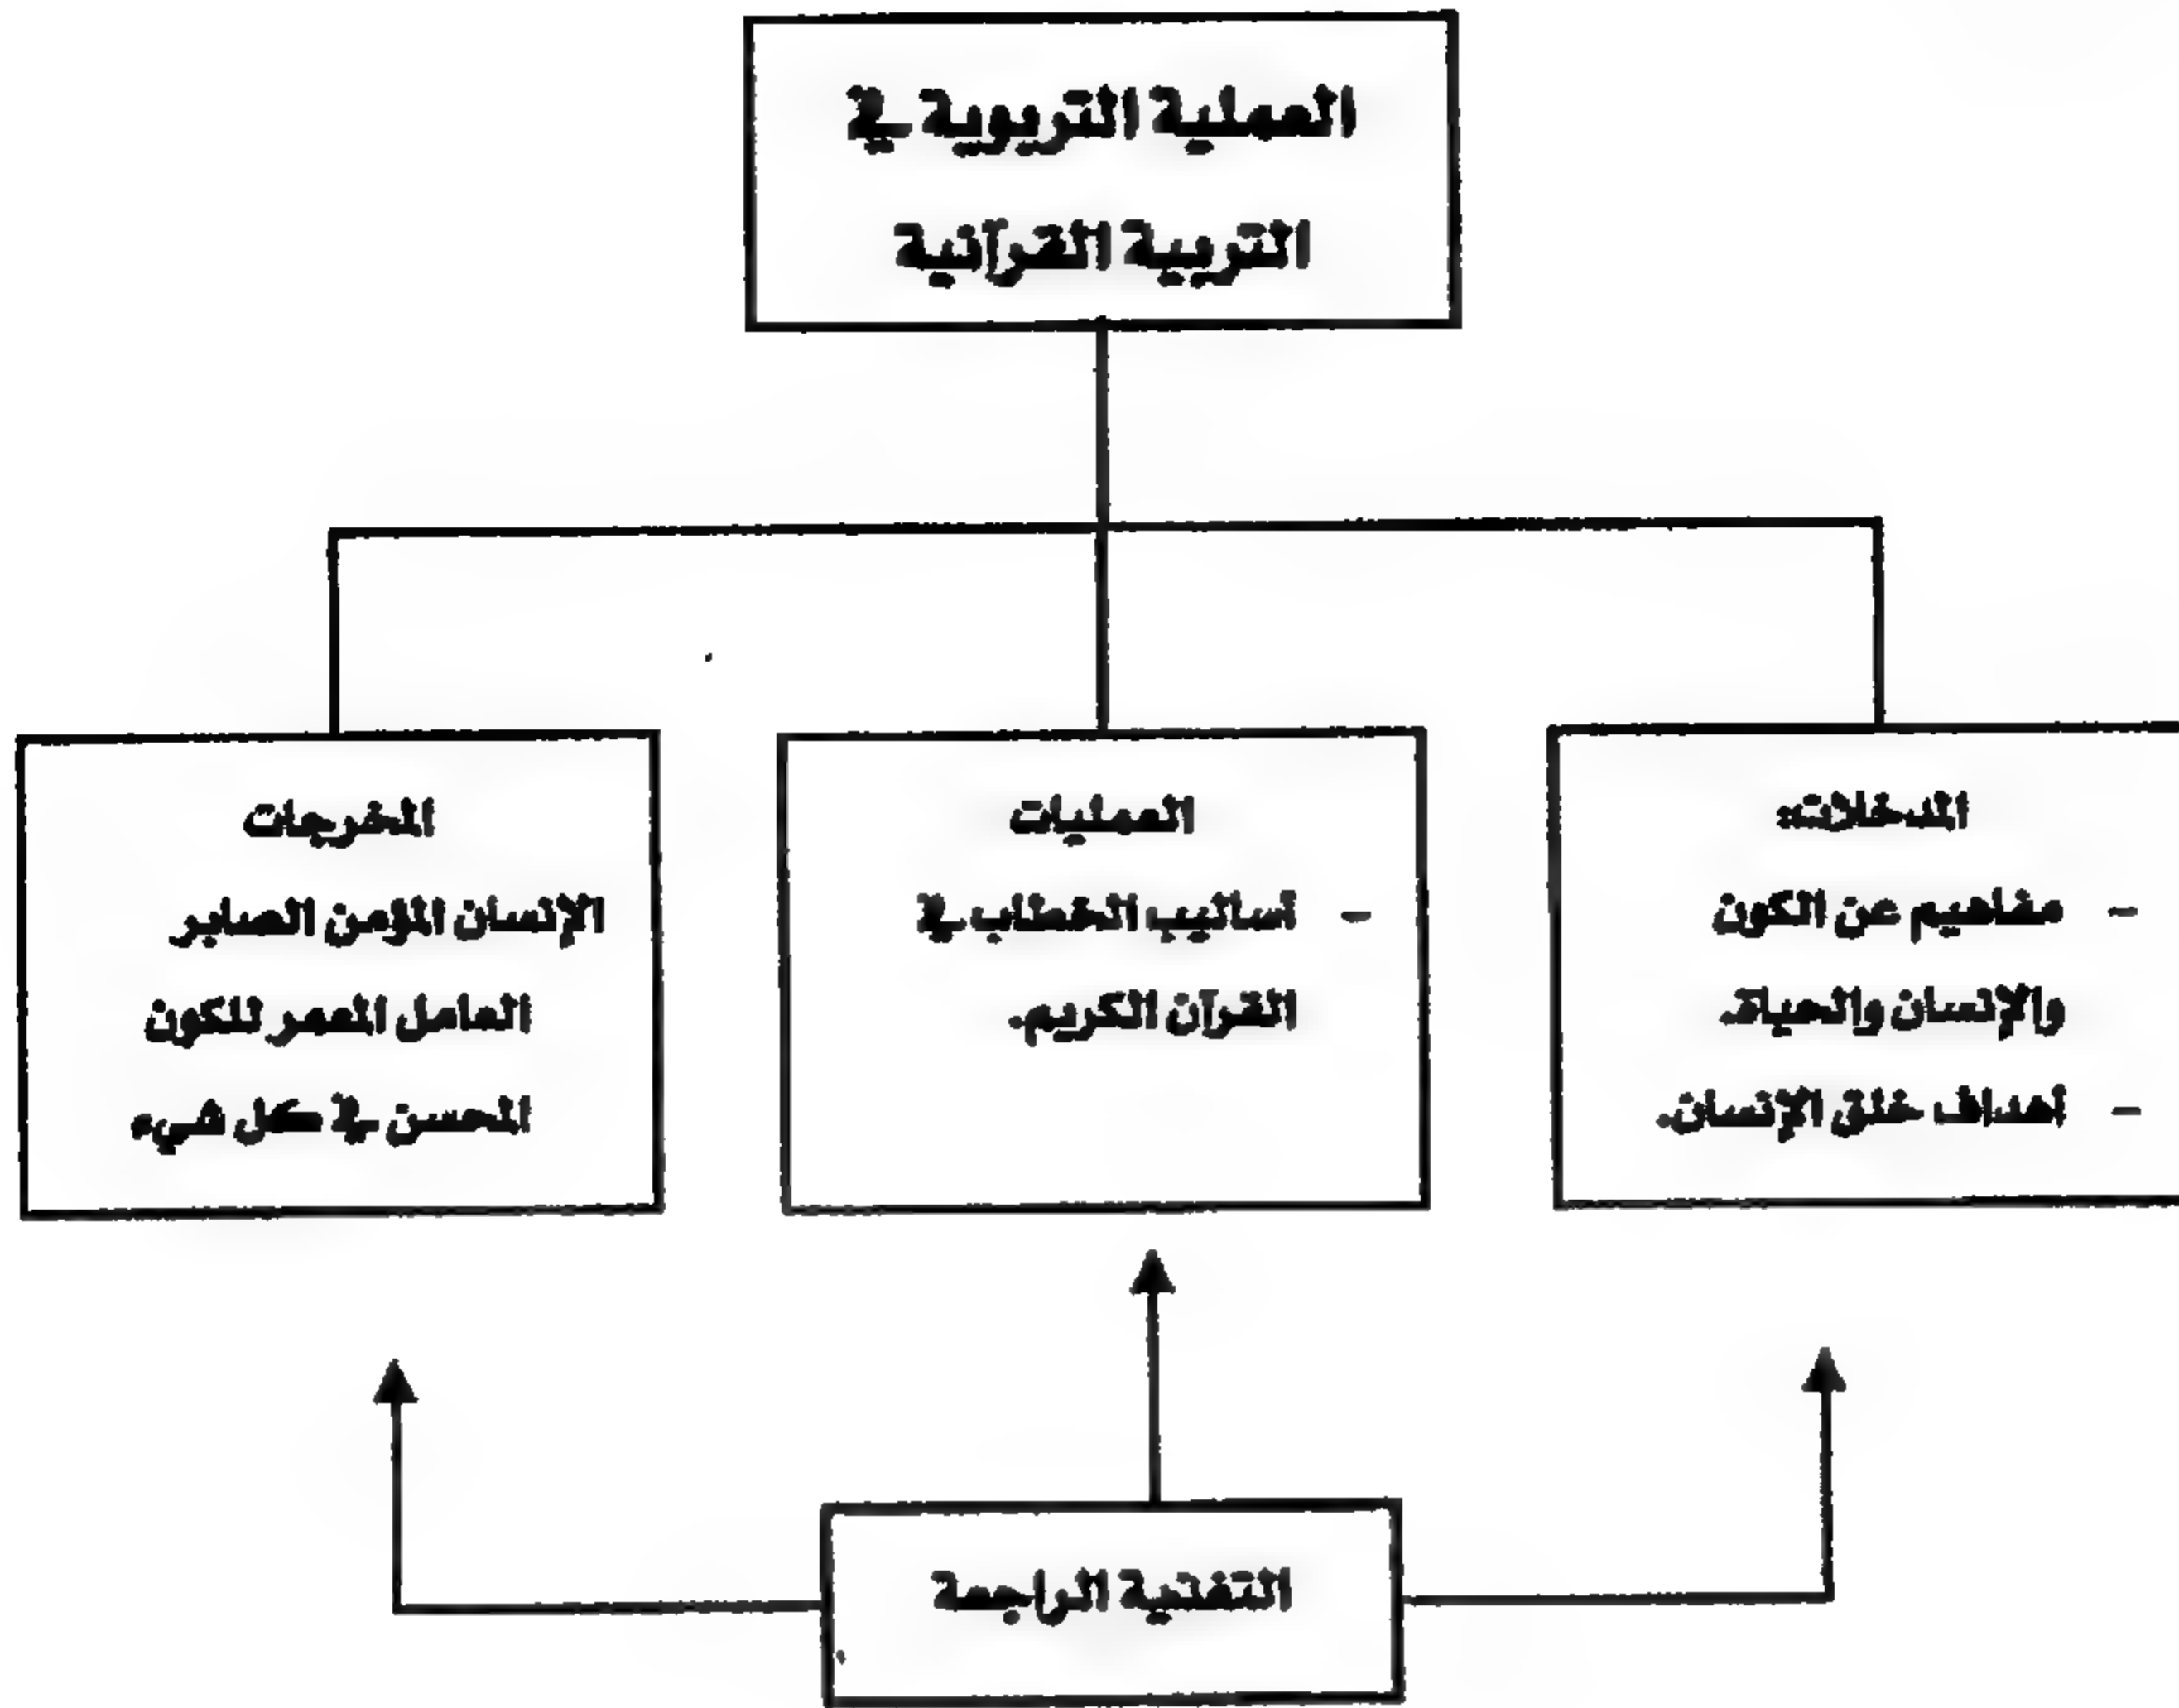 العملية التربوية في
التربية القرآنية
المدخلات:
- مفاهيم عن الكون
والإنسان والحياة.
- أهداف خلق الإنسان.
العمليات
- أساليب الخطاب في
القرآن الكريم.
المخرجات
الإنسان المؤمن الصابر
العامل المعمر للكون
المحسن في كل شيء
التغذية الراجعة